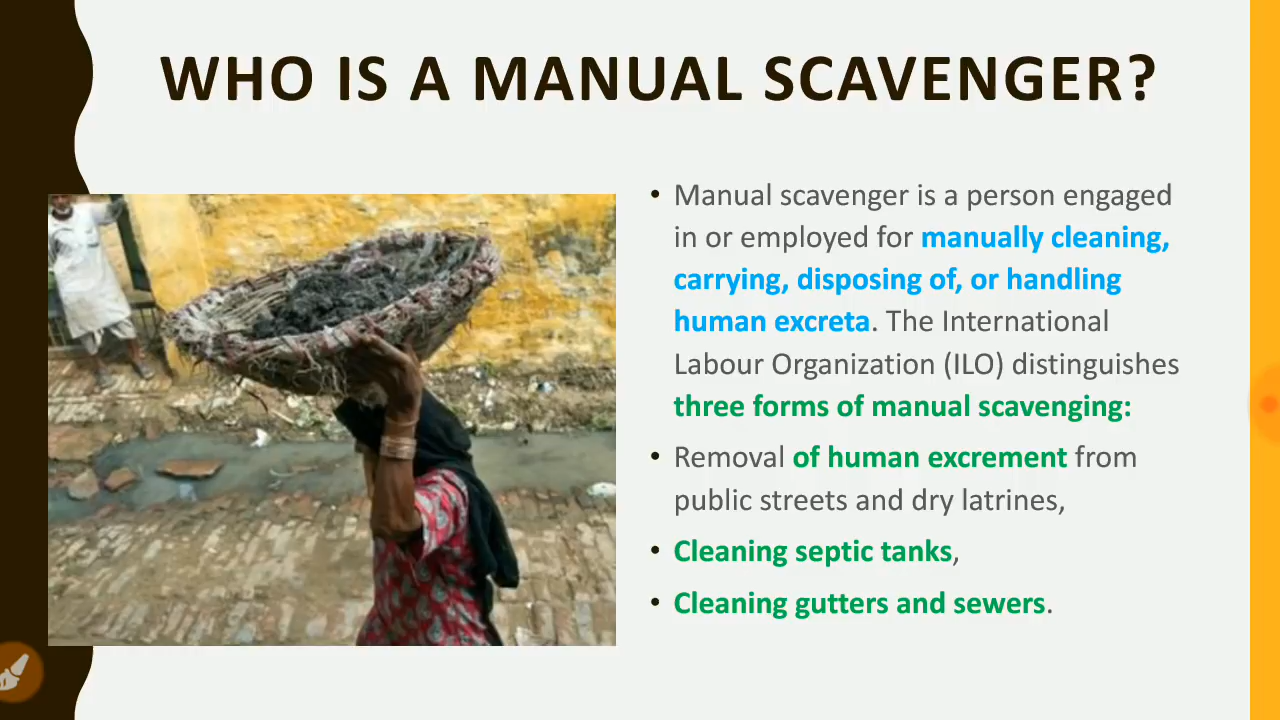 WHO IS A MANUAL SCAVENGER?
• Manual scavenger is a person engaged
in or employed for manually cleaning,
carrying, disposing of, or handling
human excreta. The International
Labour Organization (ILO) distinguishes
three forms of manual scavenging:
• Removal of human excrement from
public streets and dry latrines,
• Cleaning septic tanks,
• Cleaning gutters and sewers.